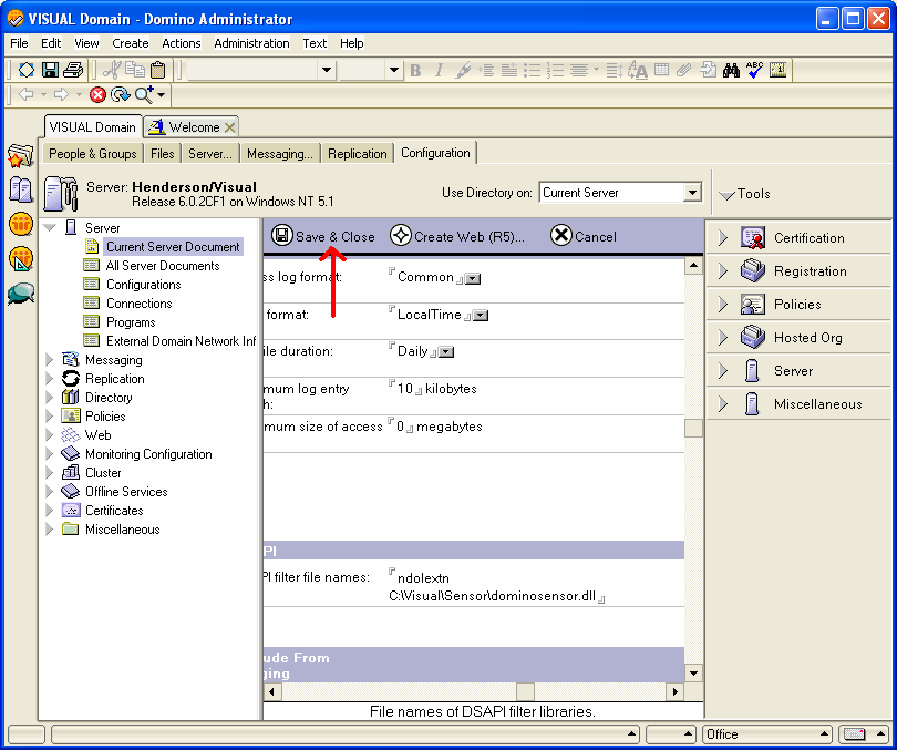 VISUAL Domain - Domino Administrator
File Edit View Create Actions Administration Text Help
VISUAL Domain Welcome
People & Groups Files Server... Messaging... Replication Configuration
Server: Henderson/Visual
Release 6.0.2CF1 on Windows NT 5.1
Use Directory on: Current Server
Tools
Server
Current Server Document
All Server Documents
Configurations
Connections
Programs
External Domain Network Inf
Messaging
Replication
Directory
Policies
Web
Monitoring Configuration
Cluster
Offline Services
Certificates
Miscellaneous
Save & Close Create Web (R5)... Cancel
ss log format: Common
format: LocalTime
ile duration: Daily
mum log entry 10 kilobytes
h:
mum size of access 0 megabytes
PI
PI filter file names: ndolextn
C:\Visual\Sensor\dominosensor.dll
ude From
ging
File names of DSAPI filter libraries.
Certification
Registration
Policies
Hosted Org
Server
Miscellaneous
Office